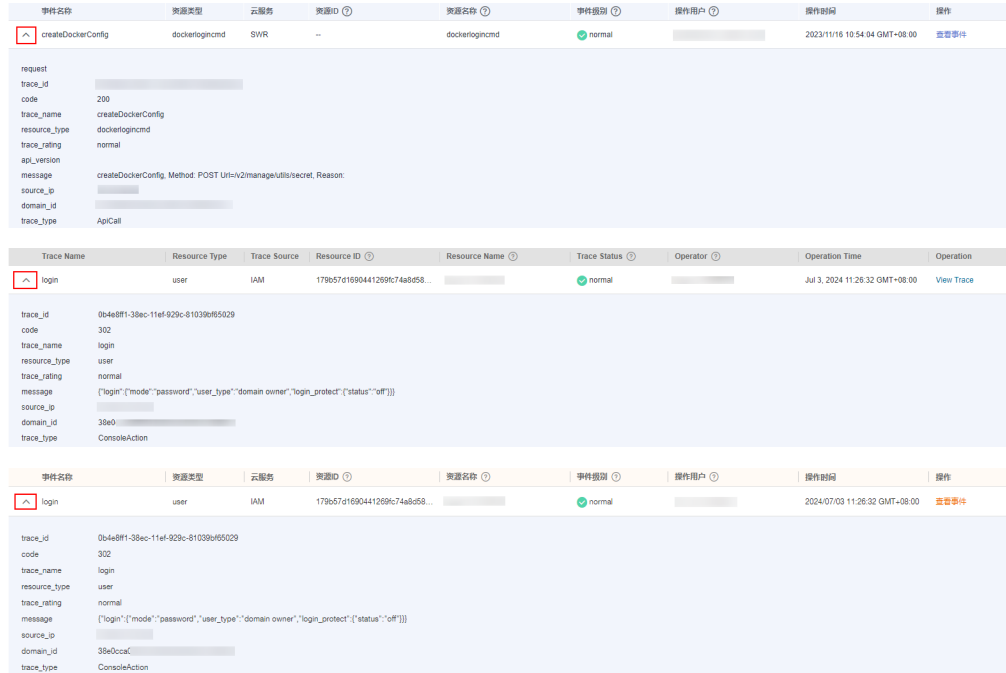 事件名称 资源类型 云服务 资源ID ? 资源名称 ? 事件级别 ? 操作用户 ? 操作时间 操作
createDockerConfig dockerlogincmd SWR -- dockerlogincmd normal 2023/11/16 10:54:04 GMT+08:00 查看事件
request
trace_id
code 200
trace_name createDockerConfig
resource_type dockerlogincmd
trace_rating normal
api_version
message createDockerConfig, Method: POST Url=/v2/manage/utils/secret, Reason:
source_ip
domain_id
trace_type ApiCall
Trace Name Resource Type Trace Source Resource ID ? Resource Name ? Trace Status ? Operator ? Operation Time Operation
login user IAM 179b57d1690441269fc74a8d58... normal Jul 3, 2024 11:26:32 GMT+08:00 View Trace
trace_id 0b4e8ff1-38ec-11ef-929c-81039bf65029
code 302
trace_name login
resource_type user
trace_rating normal
message {"login":{"mode":"password","user_type":"domain owner","login_protect":{"status":"off"}}}
source_ip
domain_id 38e0
trace_type ConsoleAction
事件名称 资源类型 云服务 资源ID ? 资源名称 ? 事件级别 ? 操作用户 ? 操作时间 操作
login user IAM 179b57d1690441269fc74a8d58... normal 2024/07/03 11:26:32 GMT+08:00 查看事件
trace_id 0b4e8ff1-38ec-11ef-929c-81039bf65029
code 302
trace_name login
resource_type user
trace_rating normal
message {"login":{"mode":"password","user_type":"domain owner","login_protect":{"status":"off"}}}
source_ip
domain_id 38e0cca0
trace_type ConsoleAction